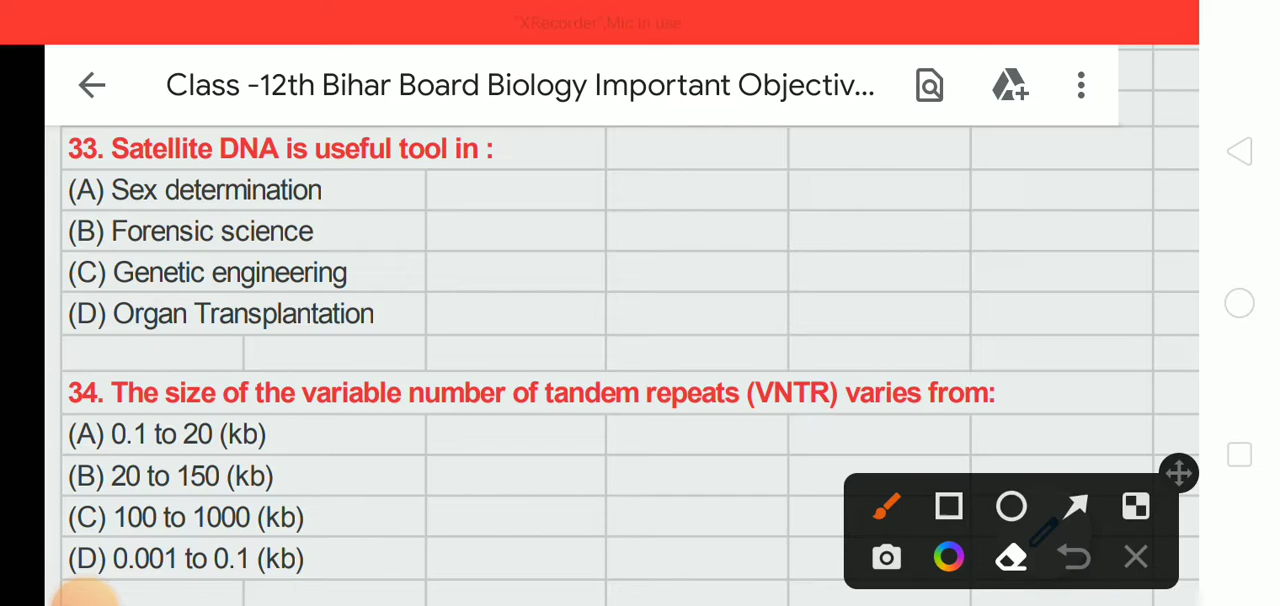 "XRecorder",Mic in use
Class -12th Bihar Board Biology Important Objectiv...
33. Satellite DNA is useful tool in :
(A) Sex determination
(B) Forensic science
(C) Genetic engineering
(D) Organ Transplantation
34. The size of the variable number of tandem repeats (VNTR) varies from:
(A) 0.1 to 20 (kb)
(B) 20 to 150 (kb)
(C) 100 to 1000 (kb)
(D) 0.001 to 0.1 (kb)